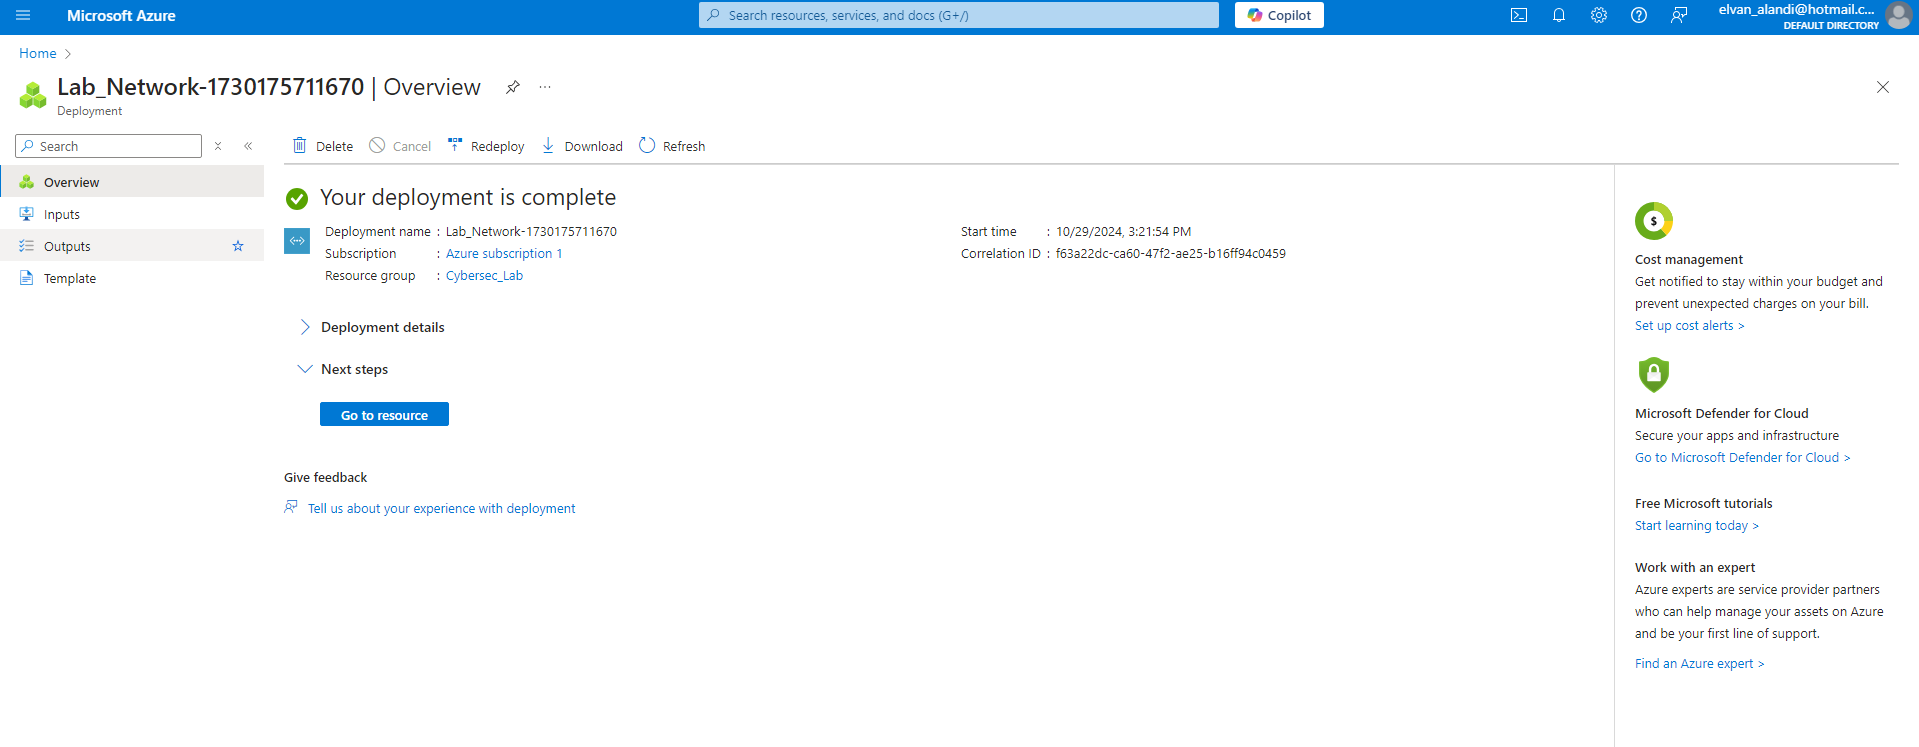 Microsoft Azure
Search resources, services, and docs (G+/)
Copilot
elvan_alandi@hotmail.c...
DEFAULT DIRECTORY
Home
Lab_Network-1730175711670 | Overview
Deployment
Search
Delete
Cancel
Redeploy
Download
Refresh
Overview
Inputs
Outputs
Template
Your deployment is complete
Deployment name : Lab_Network-1730175711670
Subscription : Azure subscription 1
Resource group : Cybersec_Lab
Start time : 10/29/2024, 3:21:54 PM
Correlation ID : f63a22dc-ca60-47f2-ae25-b16ff94c0459
Deployment details
Next steps
Go to resource
Give feedback
Tell us about your experience with deployment
Cost management
Get notified to stay within your budget and
prevent unexpected charges on your bill.
Set up cost alerts >
Microsoft Defender for Cloud
Secure your apps and infrastructure
Go to Microsoft Defender for Cloud >
Free Microsoft tutorials
Start learning today >
Work with an expert
Azure experts are service provider partners
who can help manage your assets on Azure
and be your first line of support.
Find an Azure expert >